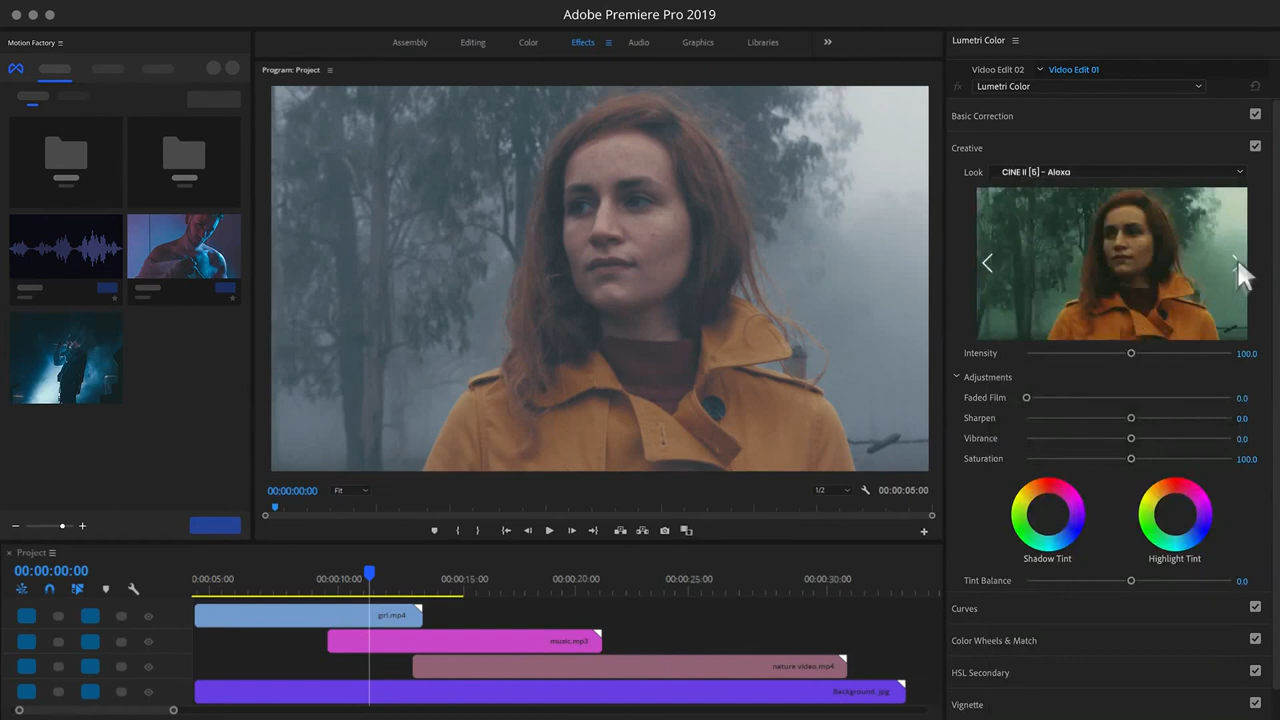 Adobe Premiere Pro 2019
Motion Factory
Assembly
Editing
Color
Effects
Audio
Graphics
Libraries
Program: Project
00:00:00:00
Fit
1/2
00:00:05:00
Lumetri Color
Vidoo Edit 02
Vidoo Edit 01
fx
Lumetri Color
Basic Correction
Creative
Look
CINE II [5] - Alexa
Intensity
100.0
Adjustments
Faded Film
0.0
Sharpen
0.0
Vibrance
0.0
Saturation
100.0
Shadow Tint
Highlight Tint
Tint Balance
0.0
Curves
Color Wheels & Match
HSL Secondary
Vignette
Project
00:00:00:00
0:00:05:00
00:00:10:00
00:00:15:00
00:00:20:00
00:00:25:00
00:00:30:00
girl.mp4
music.mp3
nature video.mp4
Background. jpg